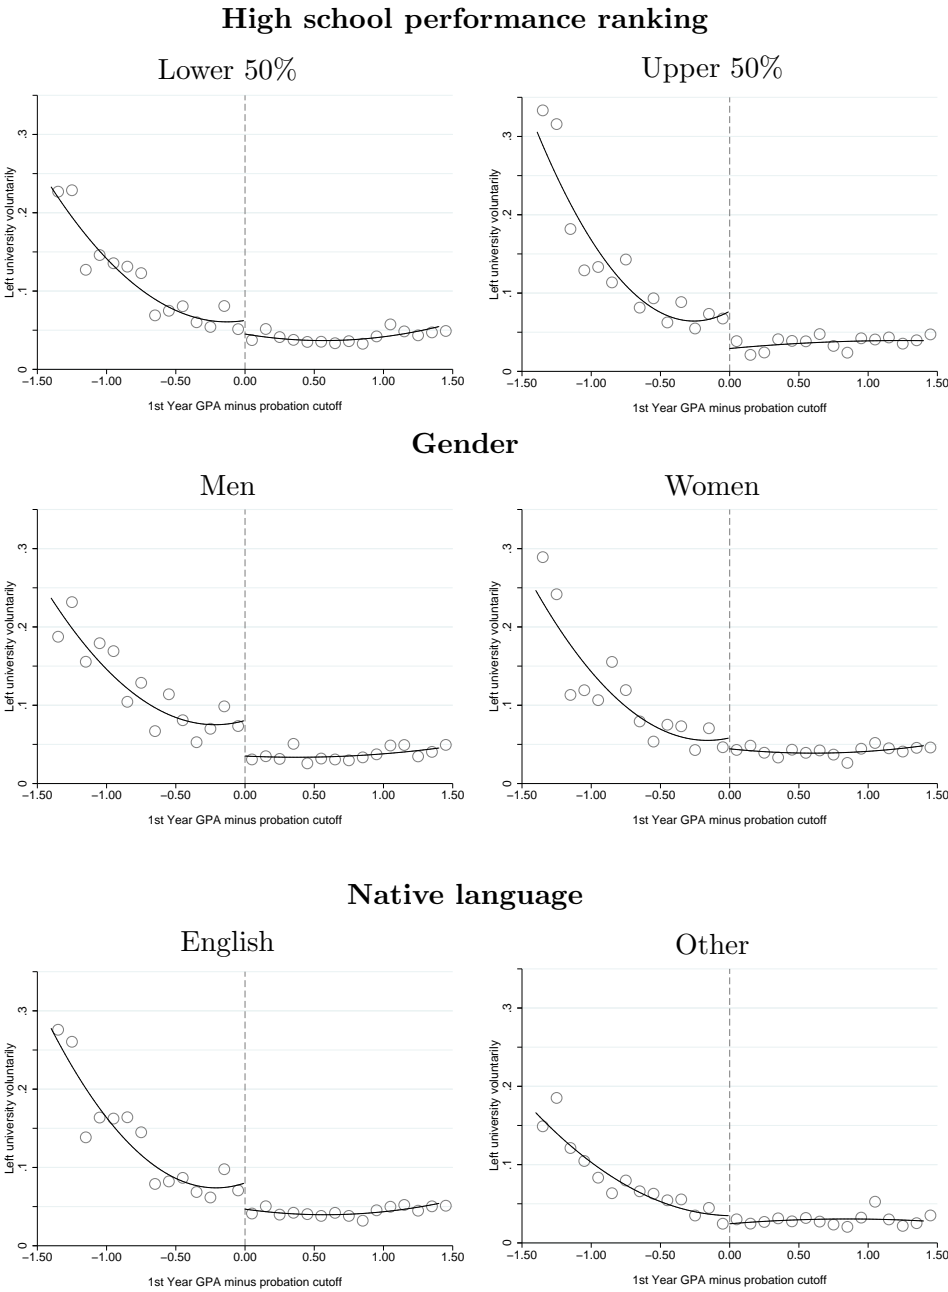 High school performance ranking
Lower 50%
Upper 50%
Left university voluntarily
0 .1 .2 .3
−1.50 −1.00 −0.50 0.00 0.50 1.00 1.50
1st Year GPA minus probation cutoff
Left university voluntarily
0 .1 .2 .3
−1.50 −1.00 −0.50 0.00 0.50 1.00 1.50
1st Year GPA minus probation cutoff
Gender
Men
Women
Left university voluntarily
0 .1 .2 .3
−1.50 −1.00 −0.50 0.00 0.50 1.00 1.50
1st Year GPA minus probation cutoff
Left university voluntarily
0 .1 .2 .3
−1.50 −1.00 −0.50 0.00 0.50 1.00 1.50
1st Year GPA minus probation cutoff
Native language
English
Other
Left university voluntarily
0 .1 .2 .3
−1.50 −1.00 −0.50 0.00 0.50 1.00 1.50
1st Year GPA minus probation cutoff
Left university voluntarily
0 .1 .2 .3
−1.50 −1.00 −0.50 0.00 0.50 1.00 1.50
1st Year GPA minus probation cutoff